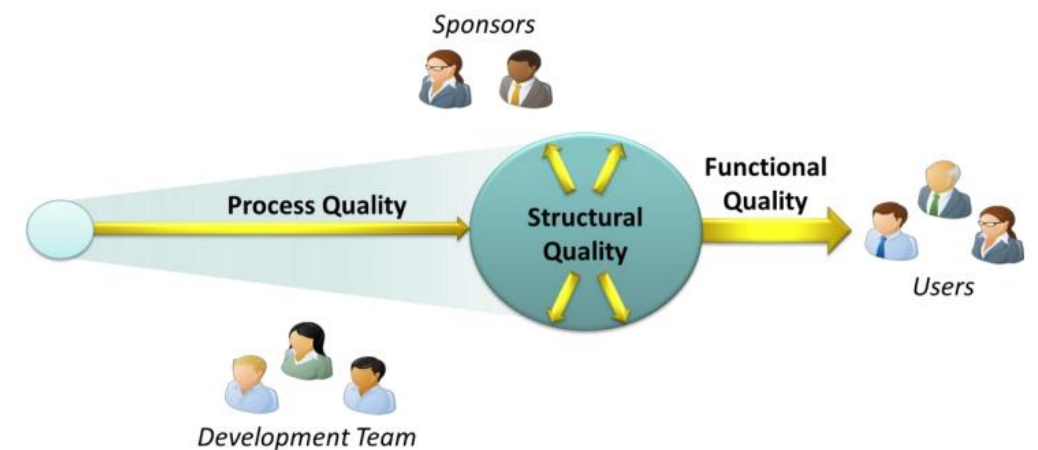 Sponsors
Process Quality
Structural
Quality
Functional
Quality
Users
Development Team